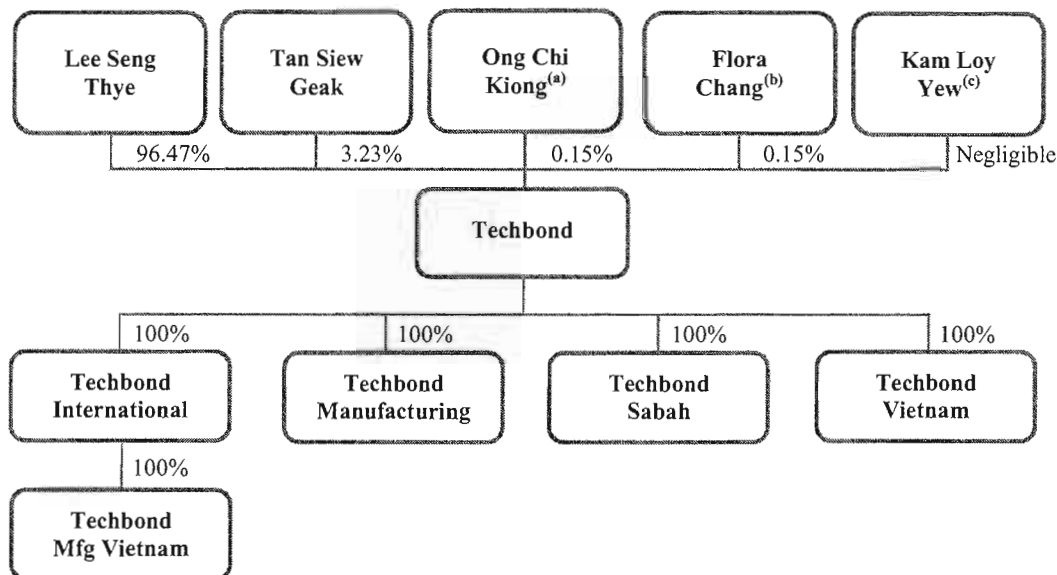 Lee Seng
Thye
Tan Siew
Geak
Ong Chi
Kiong(a)
Flora
Chang(b)
Kam Loy
Yew(c)
96.47%
3.23%
0.15%
0.15%
Negligible
Techbond
100%
100%
100%
100%
Techbond
International
Techbond
Manufacturing
Techbond
Sabah
Techbond
Vietnam
100%
Techbond
Mfg Vietnam